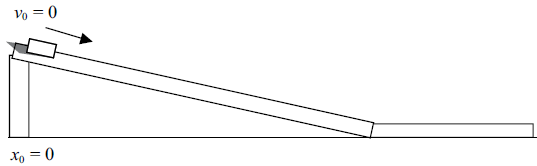 v₀ = 0
x₀ = 0